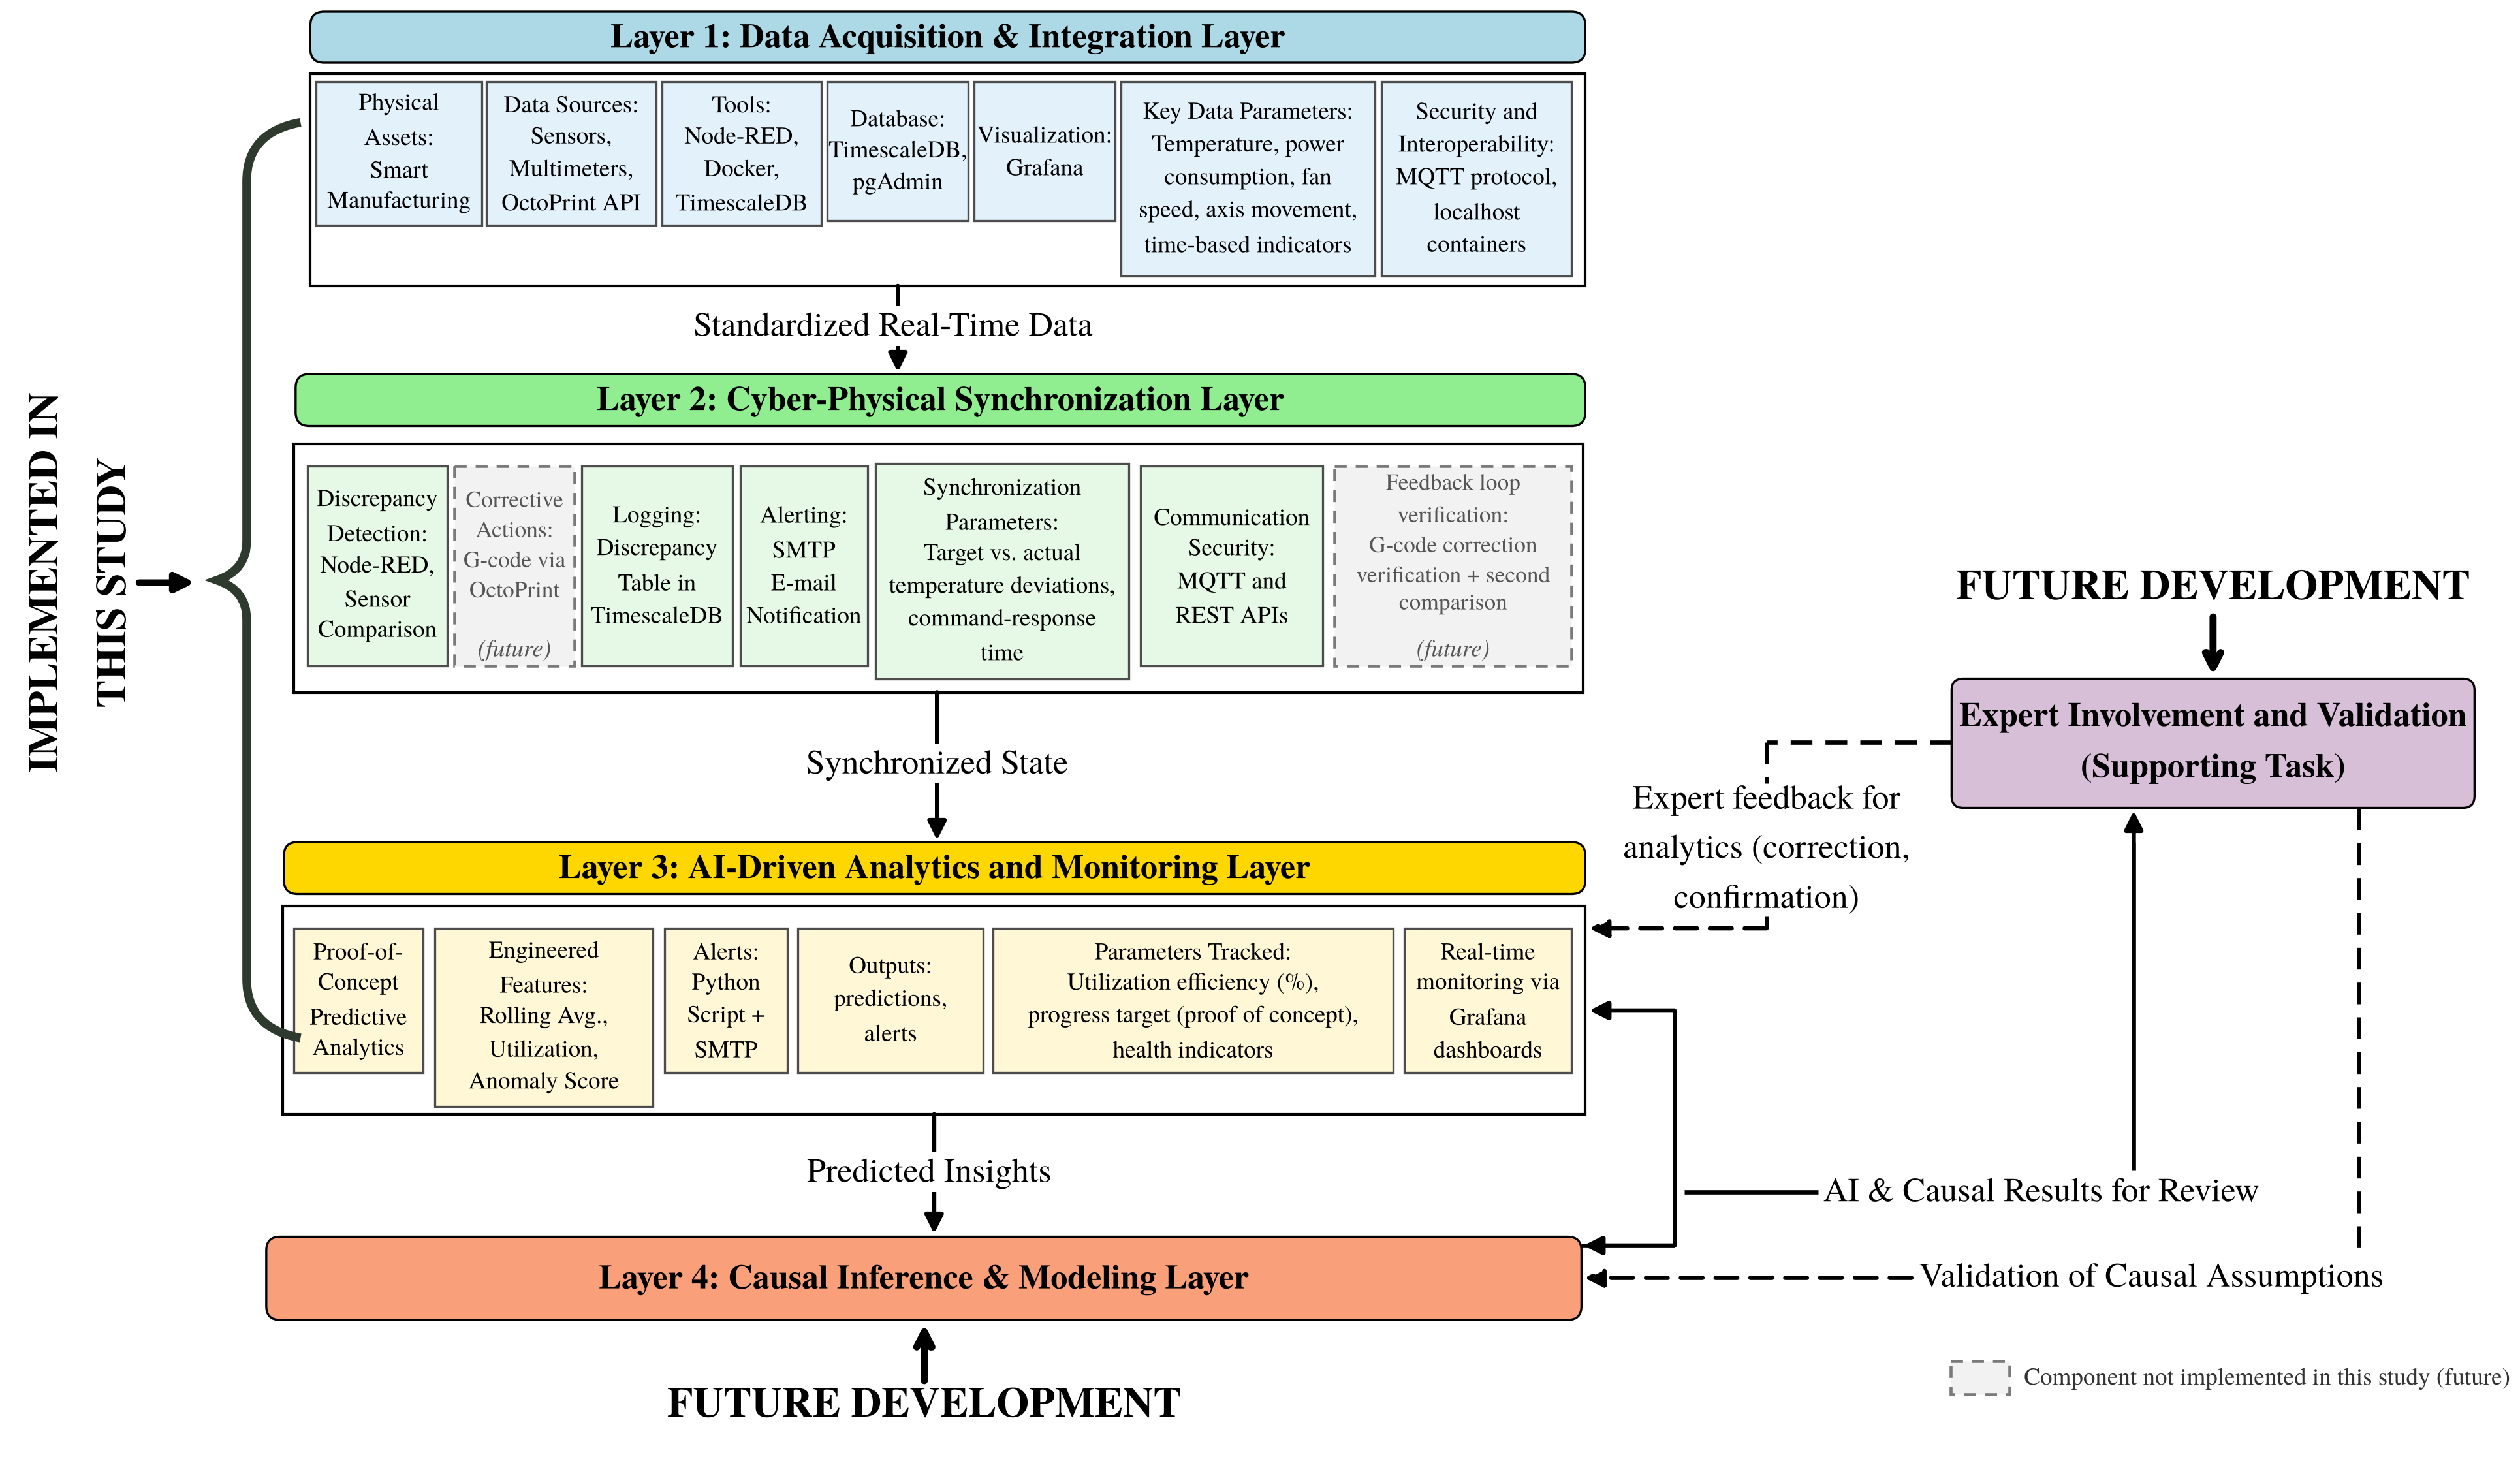 Layer 1: Data Acquisition & Integration Layer
Physical
Assets:
Smart
Manufacturing
Data Sources:
Sensors,
Multimeters,
OctoPrint API
Tools:
Node-RED,
Docker,
TimescaleDB
Database:
TimescaleDB,
pgAdmin
Visualization:
Grafana
Key Data Parameters:
Temperature, power
consumption, fan
speed, axis movement,
time-based indicators
Security and
Interoperability:
MQTT protocol,
localhost
containers
Standardized Real-Time Data
IMPLEMENTED IN
THIS STUDY
Layer 2: Cyber-Physical Synchronization Layer
Discrepancy
Detection:
Node-RED,
Sensor
Comparison
Corrective
Actions:
G-code via
OctoPrint
(future)
Logging:
Discrepancy
Table in
TimescaleDB
Alerting:
SMTP
E-mail
Notification
Synchronization
Parameters:
Target vs. actual
temperature deviations,
command-response
time
Communication
Security:
MQTT and
REST APIs
Feedback loop
verification:
G-code correction
verification + second
comparison
(future)
Synchronized State
FUTURE DEVELOPMENT
Expert Involvement and Validation
(Supporting Task)
Expert feedback for
analytics (correction,
confirmation)
Layer 3: AI-Driven Analytics and Monitoring Layer
Proof-of-
Concept
Predictive
Analytics
Engineered
Features:
Rolling Avg.,
Utilization,
Anomaly Score
Alerts:
Python
Script +
SMTP
Outputs:
predictions,
alerts
Parameters Tracked:
Utilization efficiency (%),
progress target (proof of concept),
health indicators
Real-time
monitoring via
Grafana
dashboards
Predicted Insights
AI & Causal Results for Review
Layer 4: Causal Inference & Modeling Layer
Validation of Causal Assumptions
FUTURE DEVELOPMENT
Component not implemented in this study (future)